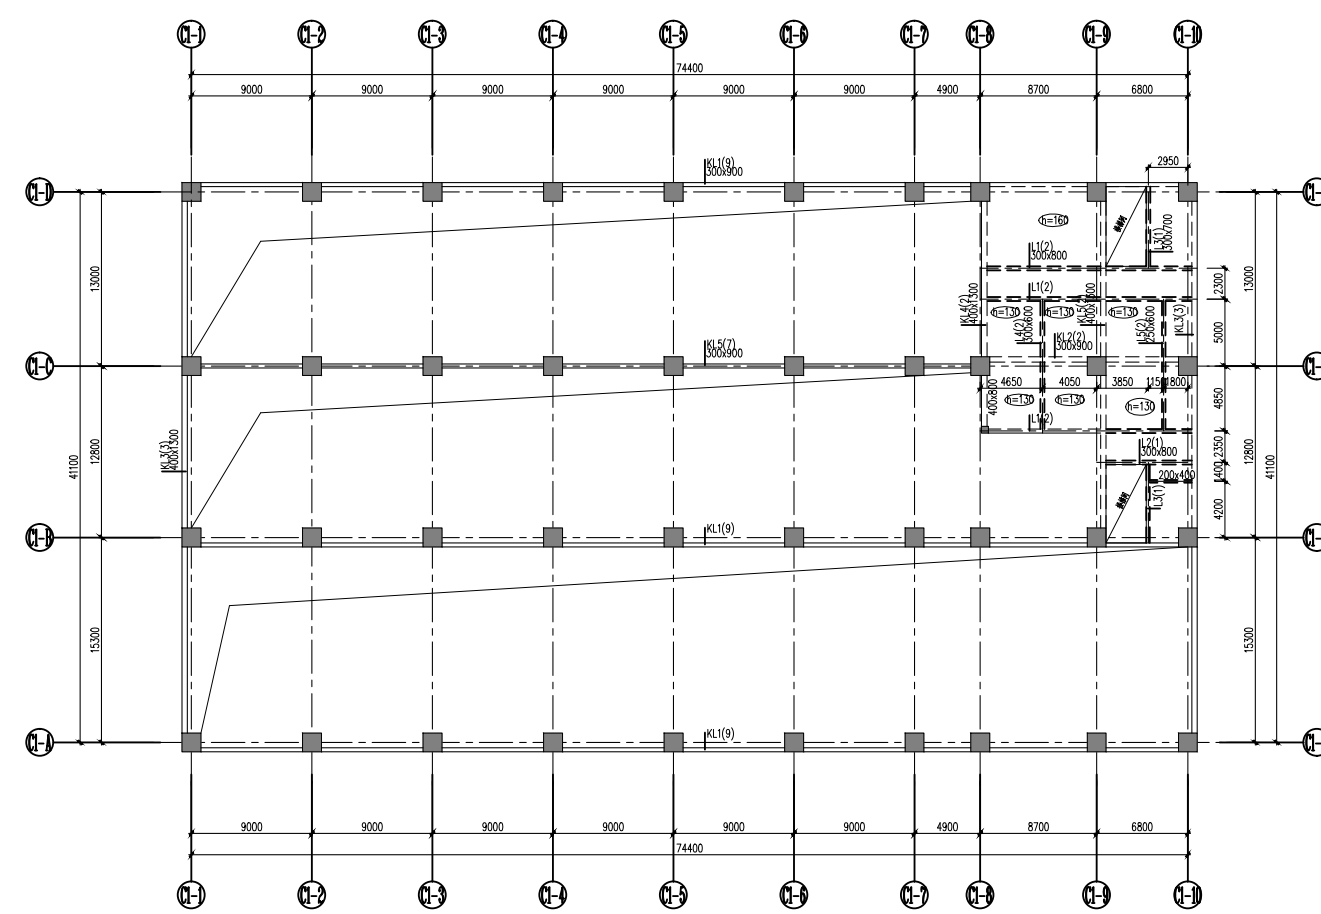 C1-1 C1-2 C1-3 C1-4 C1-5 C1-6 C1-7 C1-8 C1-9 C1-10
74400
9000 9000 9000 9000 9000 9000 4900 8700 6800
KL1(9)
300x900
2950
C1-D
C1-
h=160
L3(1)
300x700
L1(2)
300x800
13000
13000
2300
L1(2)
KL4(2)
400x1300
h=130
h=130
h=130
L4(2)
300x600
KL2(2)
300x900
L5(2)
250x600
KL3(3)
5000
KL5(7)
300x900
C1-C
C1-
4650 4050 3850 1150 1800
400x800
h=130
h=130
h=130
4850
L1(2)
KL3(3)
400x1300
41100
12800
L2(1)
300x800
2350
12800
41100
200x400
1400
L3(1)
4200
C1-B
KL1(9)
C1-
15300
15300
C1-A
KL1(9)
C1-
9000 9000 9000 9000 9000 9000 4900 8700 6800
74400
C1-1 C1-2 C1-3 C1-4 C1-5 C1-6 C1-7 C1-8 C1-9 C1-10